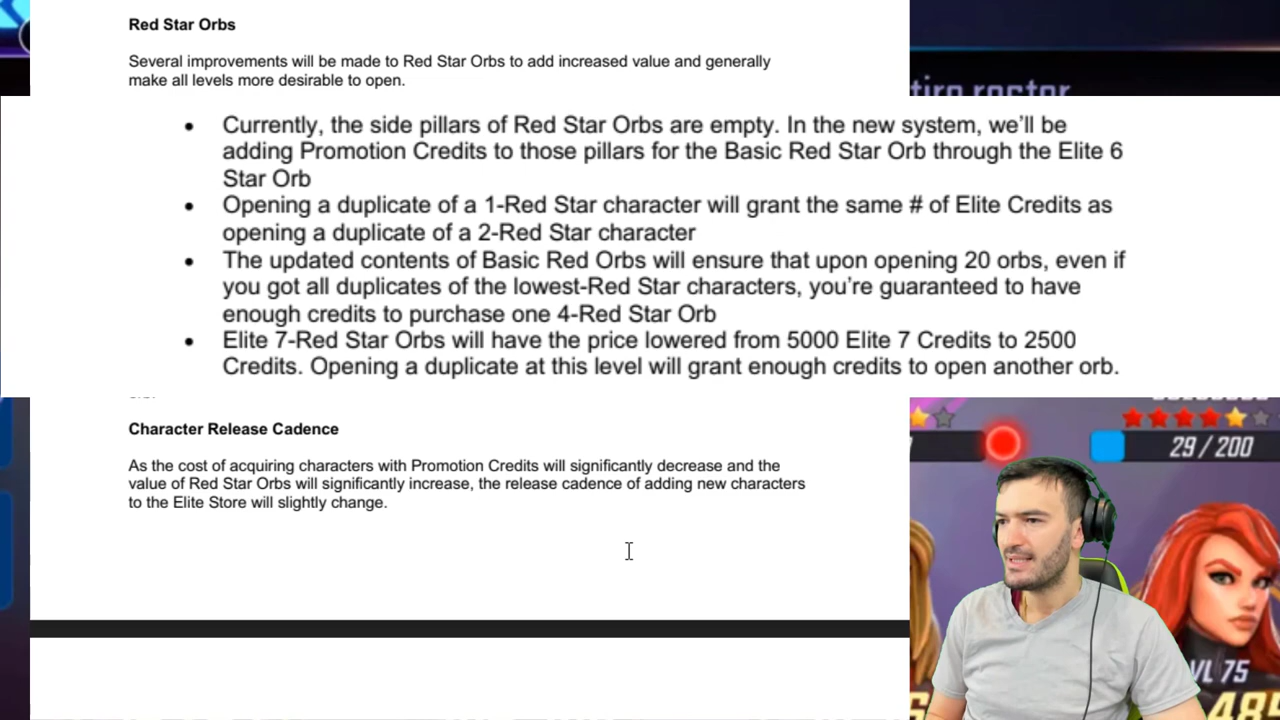 Red Star Orbs
Several improvements will be made to Red Star Orbs to add increased value and generally
make all levels more desirable to open.
• Currently, the side pillars of Red Star Orbs are empty. In the new system, we'll be
adding Promotion Credits to those pillars for the Basic Red Star Orb through the Elite 6
Star Orb
• Opening a duplicate of a 1-Red Star character will grant the same # of Elite Credits as
opening a duplicate of a 2-Red Star character
• The updated contents of Basic Red Orbs will ensure that upon opening 20 orbs, even if
you got all duplicates of the lowest-Red Star characters, you're guaranteed to have
enough credits to purchase one 4-Red Star Orb
• Elite 7-Red Star Orbs will have the price lowered from 5000 Elite 7 Credits to 2500
Credits. Opening a duplicate at this level will grant enough credits to open another orb.
Character Release Cadence
As the cost of acquiring characters with Promotion Credits will significantly decrease and the
value of Red Star Orbs will significantly increase, the release cadence of adding new characters
to the Elite Store will slightly change.
29 / 200
VL 75